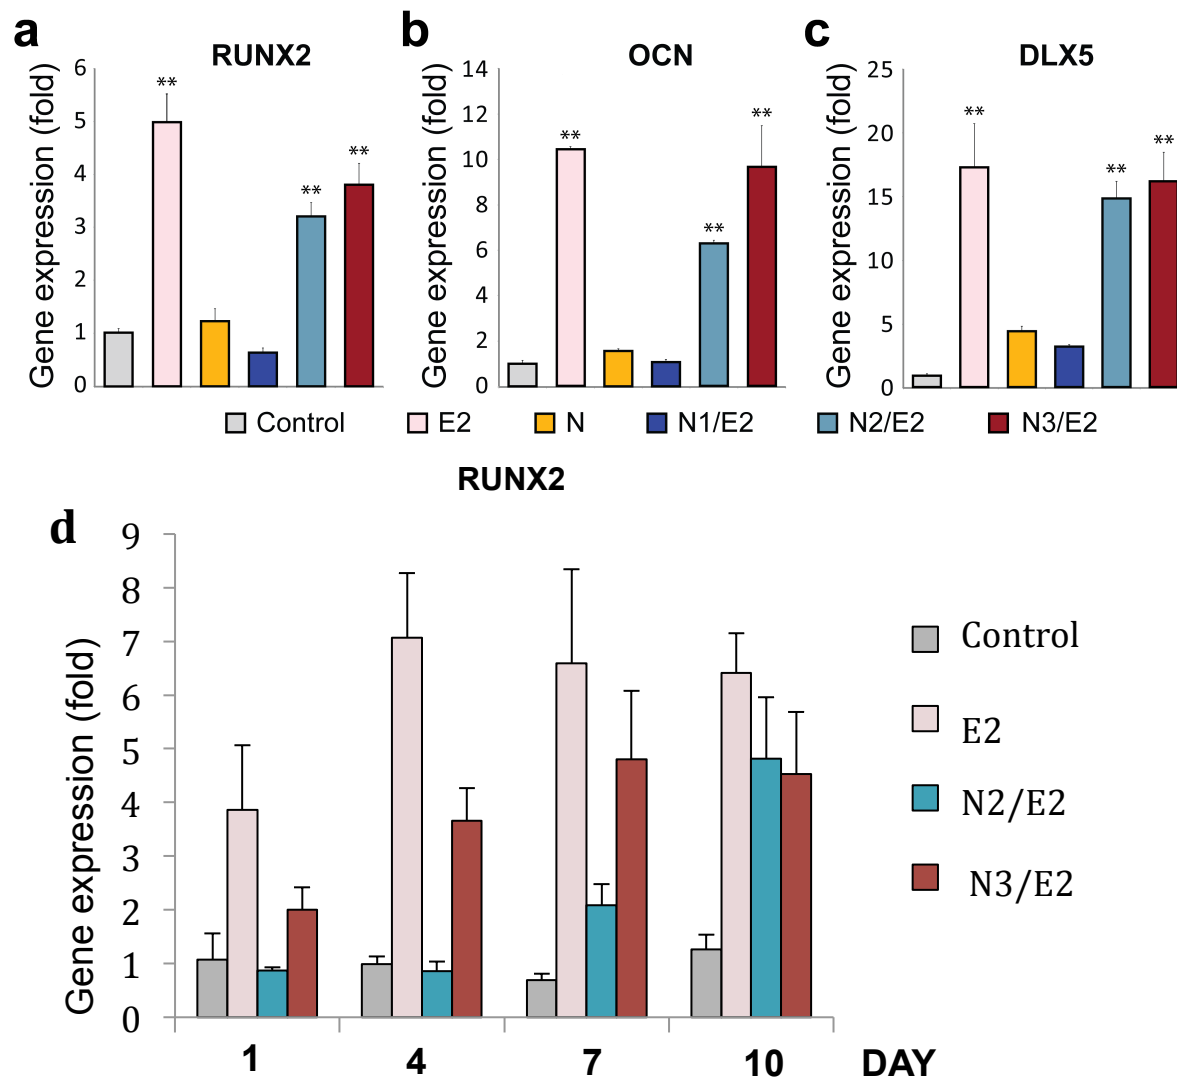 a
RUNX2
Gene expression (fold)
6
5
4
3
2
1
0
**
**
**
b
OCN
Gene expression (fold)
14
12
10
8
6
4
2
0
**
**
**
c
DLX5
Gene expression (fold)
25
20
15
10
5
0
**
**
**
Control
E2
N
N1/E2
N2/E2
N3/E2
RUNX2
d
Gene expression (fold)
9
8
7
6
5
4
3
2
1
0
1
4
7
10
DAY
Control
E2
N2/E2
N3/E2